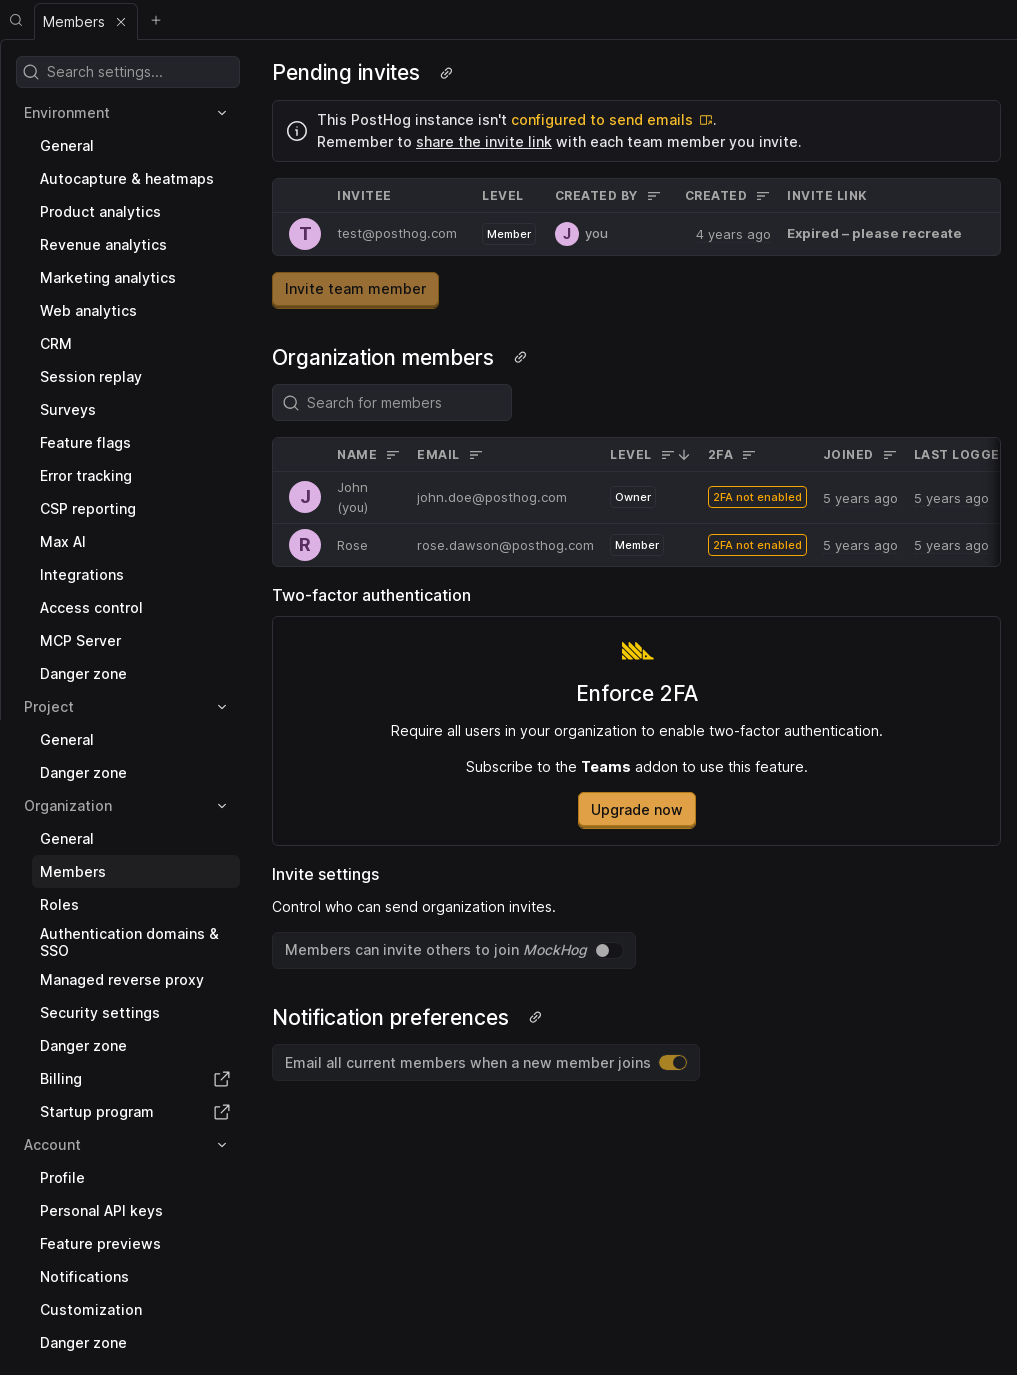 Members
Search settings...
Environment
General
Autocapture & heatmaps
Product analytics
Revenue analytics
Marketing analytics
Web analytics
CRM
Session replay
Surveys
Feature flags
Error tracking
CSP reporting
Max AI
Integrations
Access control
MCP Server
Danger zone
Project
General
Danger zone
Organization
General
Members
Roles
Authentication domains &
SSO
Managed reverse proxy
Security settings
Danger zone
Billing
Startup program
Account
Profile
Personal API keys
Feature previews
Notifications
Customization
Danger zone
Pending invites
This PostHog instance isn't configured to send emails.
Remember to share the invite link with each team member you invite.
INVITEE LEVEL CREATED BY CREATED INVITE LINK
T test@posthog.com Member J you 4 years ago Expired – please recreate
Invite team member
Organization members
Search for members
NAME EMAIL LEVEL 2FA JOINED LAST LOGGE
J John (you) john.doe@posthog.com Owner 2FA not enabled 5 years ago 5 years ago
R Rose rose.dawson@posthog.com Member 2FA not enabled 5 years ago 5 years ago
Two-factor authentication
Enforce 2FA
Require all users in your organization to enable two-factor authentication.
Subscribe to the Teams addon to use this feature.
Upgrade now
Invite settings
Control who can send organization invites.
Members can invite others to join MockHog
Notification preferences
Email all current members when a new member joins